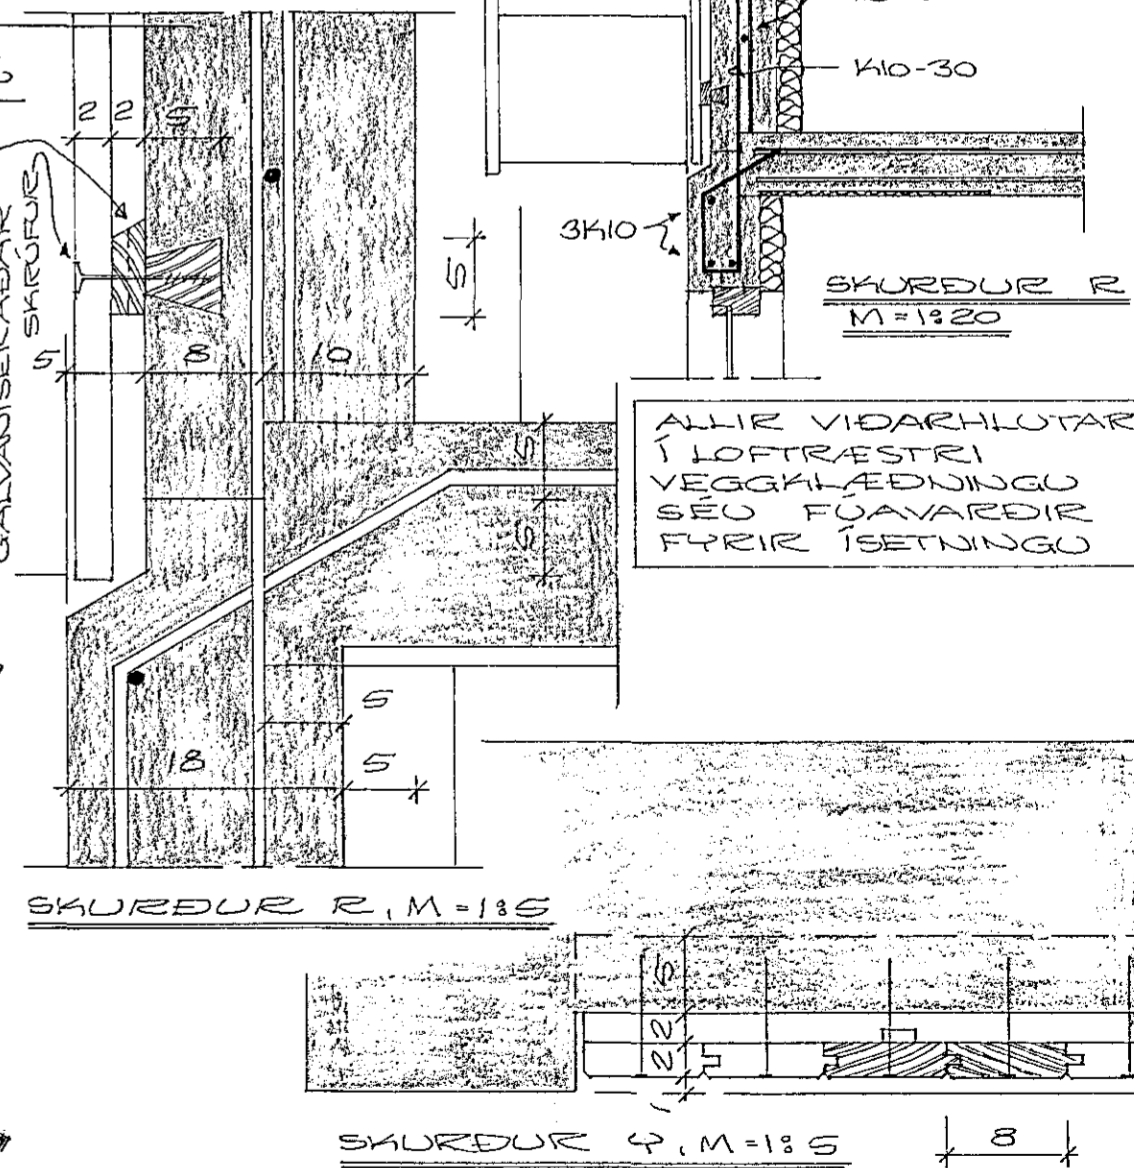 K10-30
2 2 5
GALVANISERAÐAR
SKRÚFUR
3K10
5
SKURÐUR R
M = 1:20
5 8 10
ALLIR VIÐARHLUTAR
Í LOFTRÆSTRI
VEGGKLÆÐNINGU
SÉU FÚAVARÐIR
FYRIR ÍSETNINGU
5
5
5
18 5
SKURÐUR R, M = 1:5
5
2
2
1
SKURÐUR Y, M = 1:5
8